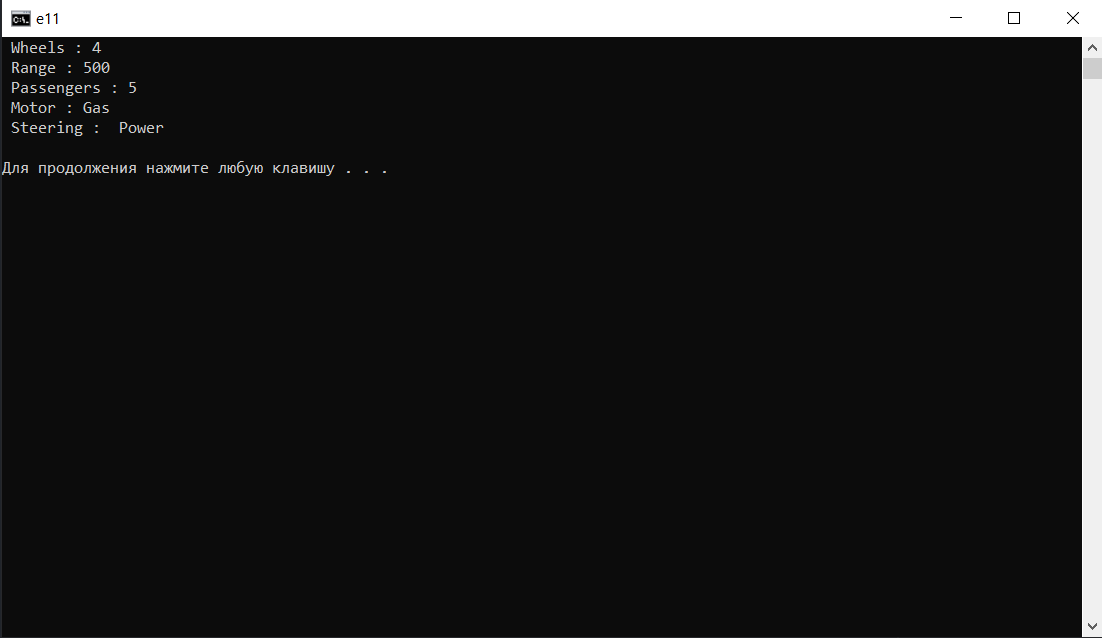 e11
Wheels : 4
Range : 500
Passengers : 5
Motor : Gas
Steering :  Power
Для продолжения нажмите любую клавишу . . .